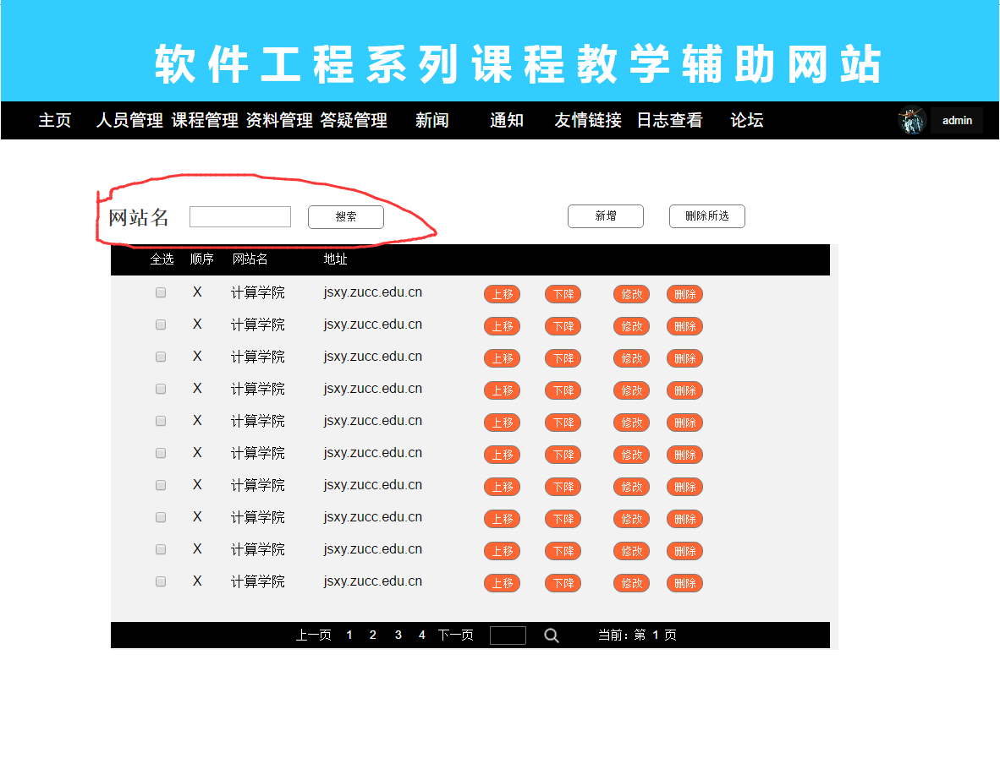 软件工程系列课程教学辅助网站
主页 人员管理 课程管理 资料管理 答疑管理 新闻 通知 友情链接 日志查看 论坛 admin
网站名 搜索 新增 删除所选
全选 顺序 网站名 地址
X 计算学院 jsxy.zucc.edu.cn 上移 下降 修改 删除
X 计算学院 jsxy.zucc.edu.cn 上移 下降 修改 删除
X 计算学院 jsxy.zucc.edu.cn 上移 下降 修改 删除
X 计算学院 jsxy.zucc.edu.cn 上移 下降 修改 删除
X 计算学院 jsxy.zucc.edu.cn 上移 下降 修改 删除
X 计算学院 jsxy.zucc.edu.cn 上移 下降 修改 删除
X 计算学院 jsxy.zucc.edu.cn 上移 下降 修改 删除
X 计算学院 jsxy.zucc.edu.cn 上移 下降 修改 删除
X 计算学院 jsxy.zucc.edu.cn 上移 下降 修改 删除
X 计算学院 jsxy.zucc.edu.cn 上移 下降 修改 删除
上一页 1 2 3 4 下一页 当前：第 1 页